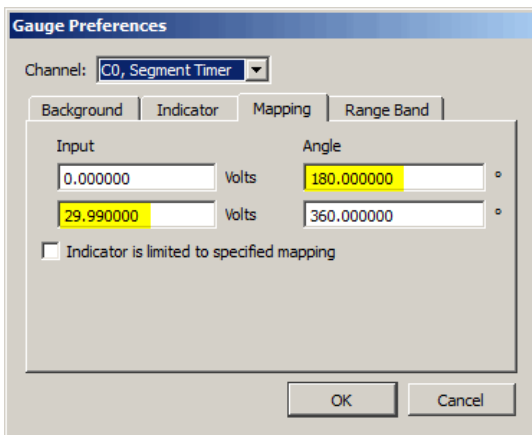 Gauge Preferences
Channel: C0, Segment Timer
Background Indicator Mapping Range Band
Input Angle
0.000000 Volts 180.000000 °
29.990000 Volts 360.000000 °
Indicator is limited to specified mapping
OK Cancel